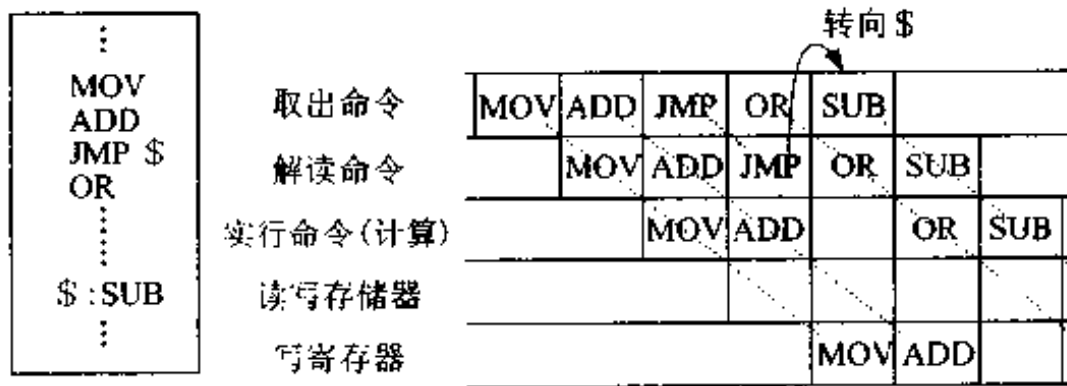 MOV
ADD
JMP $
OR
$:SUB
转向$
取出命令 MOV ADD JMP OR SUB
解读命令 MOV ADD JMP OR SUB
实行命令(计算) MOV ADD OR SUB
读写存储器
写寄存器 MOV ADD